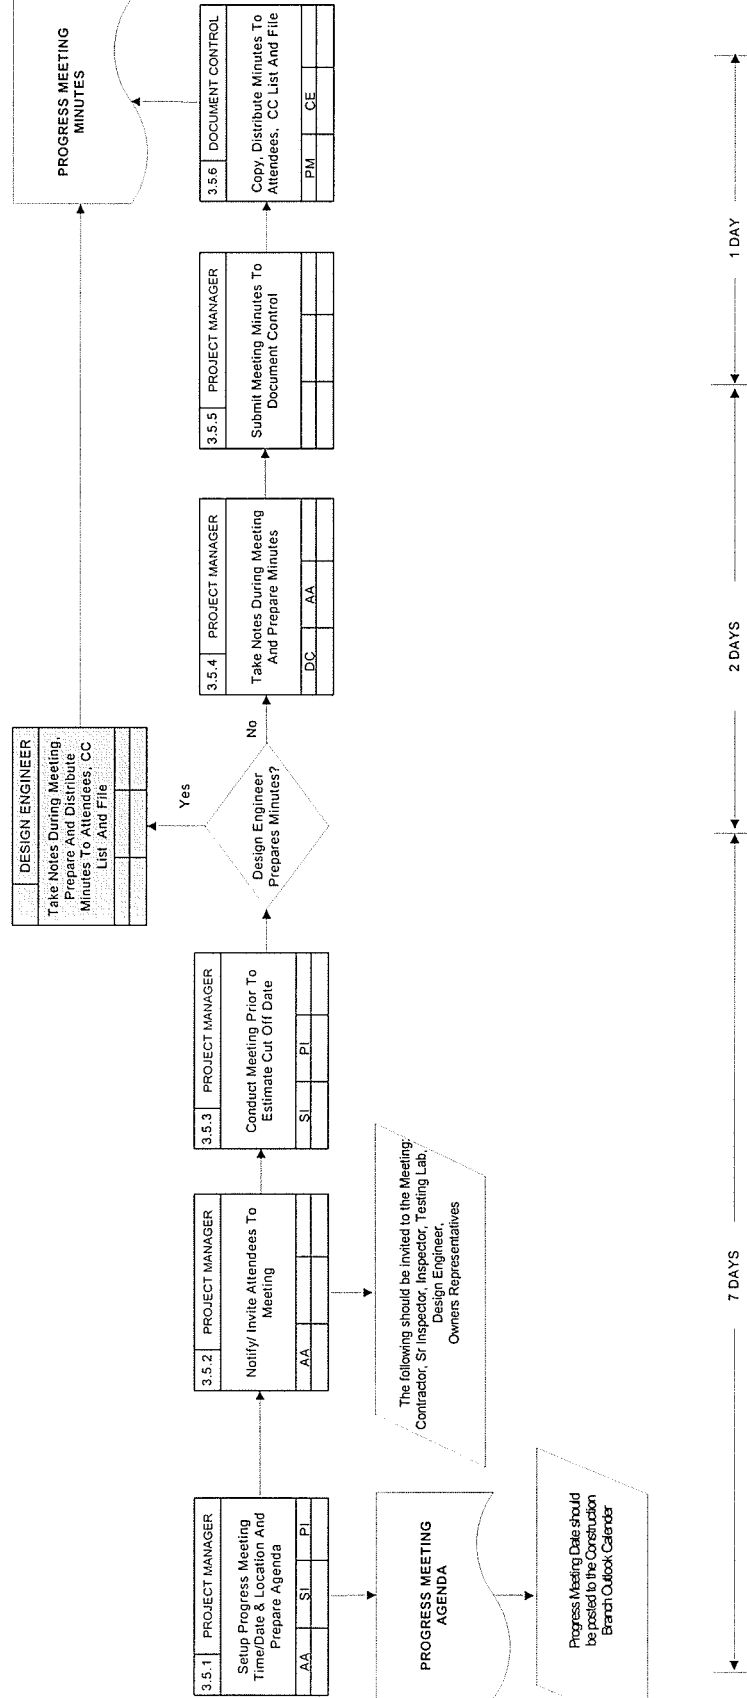 3.5.1 PROJECT MANAGER
Setup Progress Meeting
Time/Date & Location And
Prepare Agenda
AA SI PI
PROGRESS MEETING
AGENDA
Progress Meeting Date should
be posted to the Construction
Branch Outlook Calender
3.5.2 PROJECT MANAGER
Notify/ Invite Attendees To
Meeting
AA
The following should be invited to the Meeting:
Contractor, Sr Inspector, Inspector, Testing Lab,
Design Engineer,
Owners Representatives
3.5.3 PROJECT MANAGER
Conduct Meeting Prior To
Estimate Cut Off Date
SI PI
Design Engineer
Prepares Minutes?
Yes
No
DESIGN ENGINEER
Take Notes During Meeting,
Prepare And Distribute
Minutes To Attendees, CC
List And File
3.5.4 PROJECT MANAGER
Take Notes During Meeting
And Prepare Minutes
DC AA
3.5.5 PROJECT MANAGER
Submit Meeting Minutes To
Document Control
3.5.6 DOCUMENT CONTROL
Copy, Distribute Minutes To
Attendees, CC List And File
PM CE
PROGRESS MEETING
MINUTES
7 DAYS
2 DAYS
1 DAY